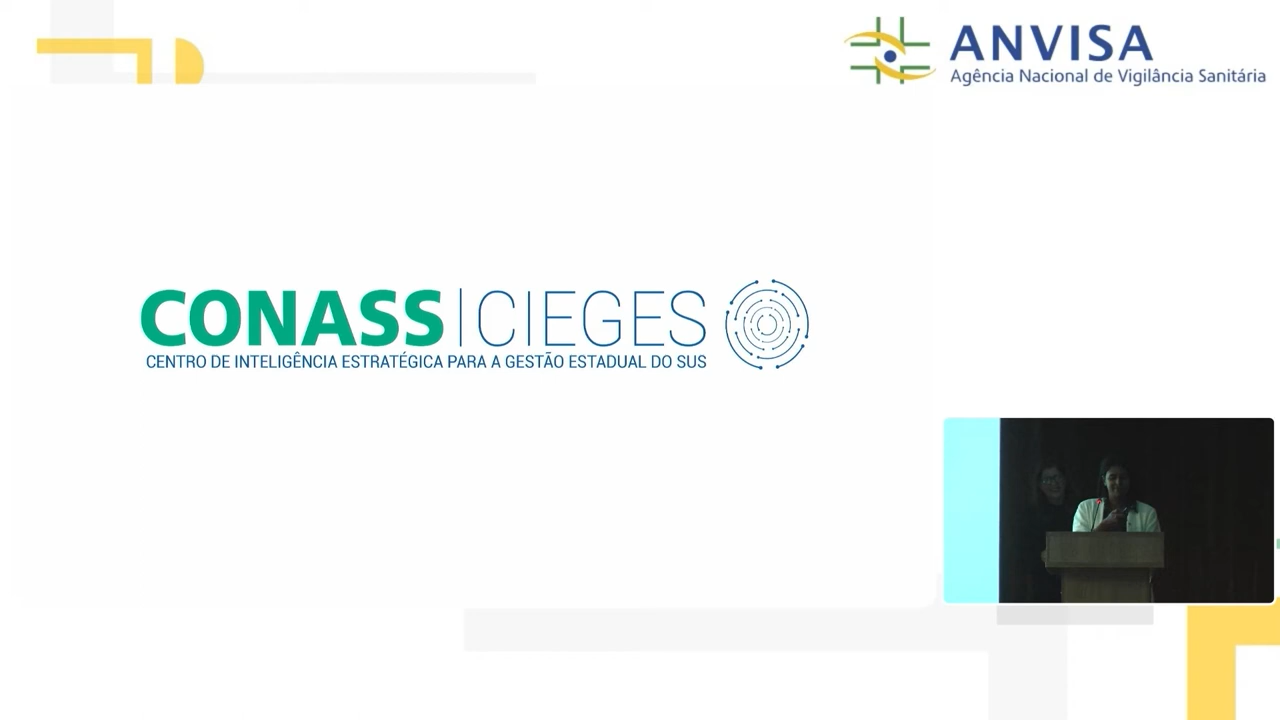 ANVISA
Agência Nacional de Vigilância Sanitária
CONASS | CIEGES
CENTRO DE INTELIGÊNCIA ESTRATÉGICA PARA A GESTÃO ESTADUAL DO SUS